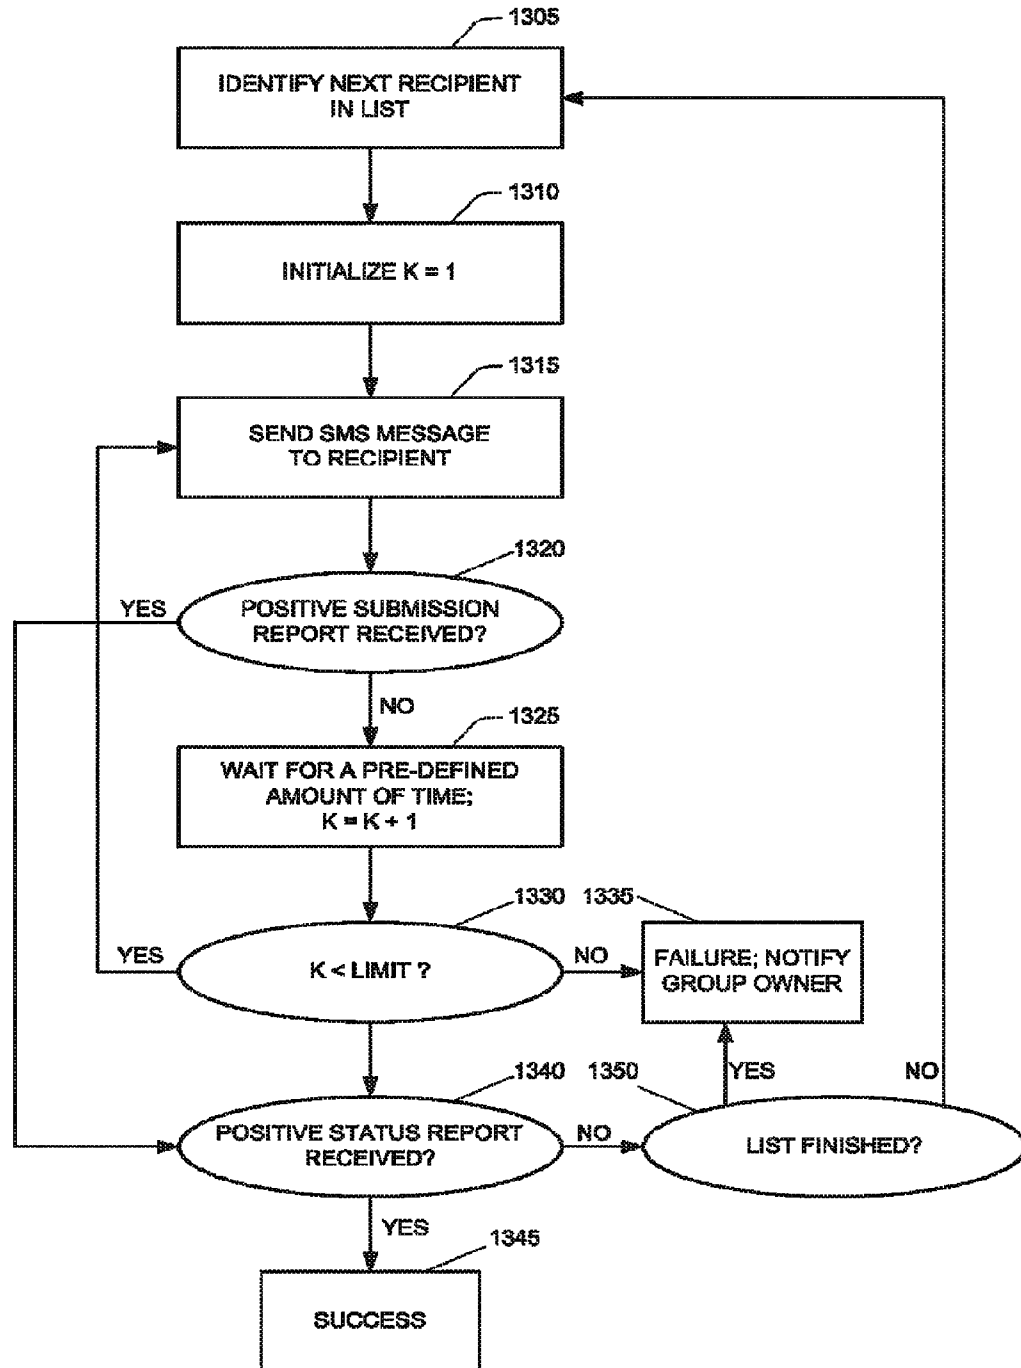 1305
IDENTIFY NEXT RECIPIENT
IN LIST
1310
INITIALIZE K = 1
1315
SEND SMS MESSAGE
TO RECIPIENT
1320
YES
POSITIVE SUBMISSION
REPORT RECEIVED?
NO
1325
WAIT FOR A PRE-DEFINED
AMOUNT OF TIME;
K = K + 1
1330
1335
YES
K < LIMIT ?
NO
FAILURE; NOTIFY
GROUP OWNER
1340
1350
YES
NO
POSITIVE STATUS REPORT
RECEIVED?
NO
LIST FINISHED?
YES
1345
SUCCESS